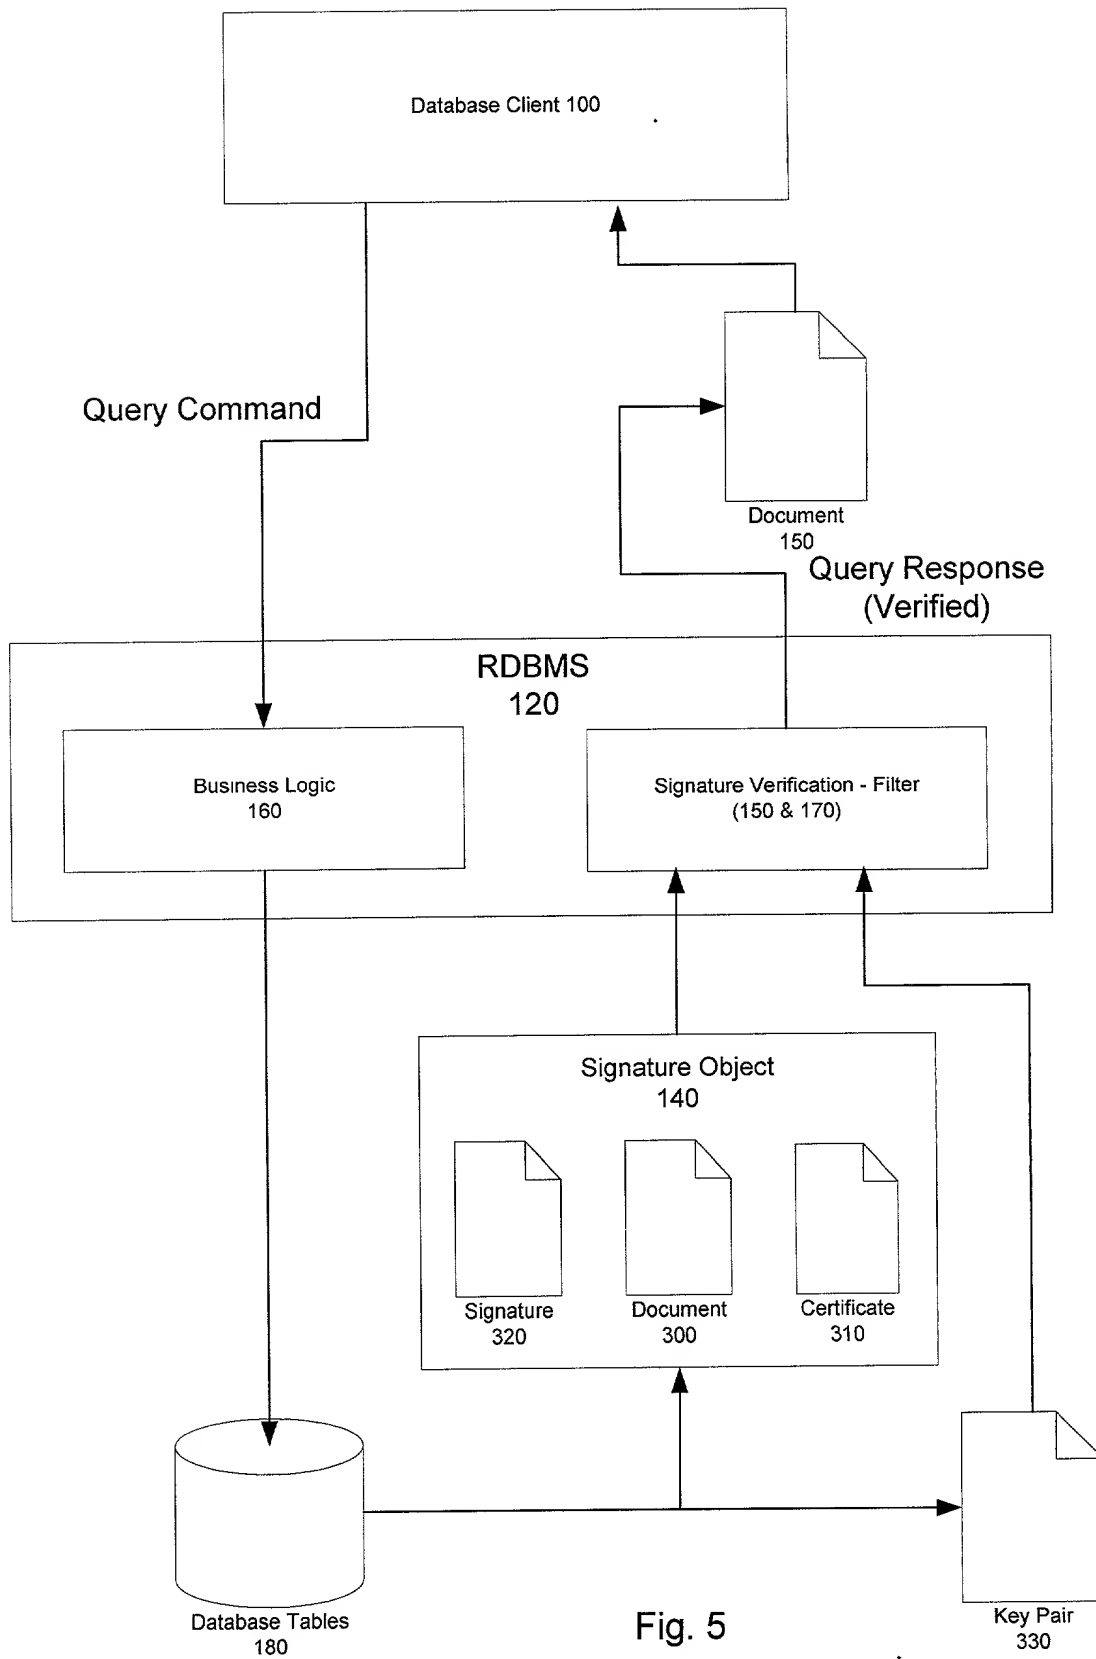 Database Client 100
Query Command
Document
150
Query Response
(Verified)
RDBMS
120
Business Logic
160
Signature Verification - Filter
(150 & 170)
Signature Object
140
Signature
320
Document
300
Certificate
310
Database Tables
180
Key Pair
330
Fig. 5